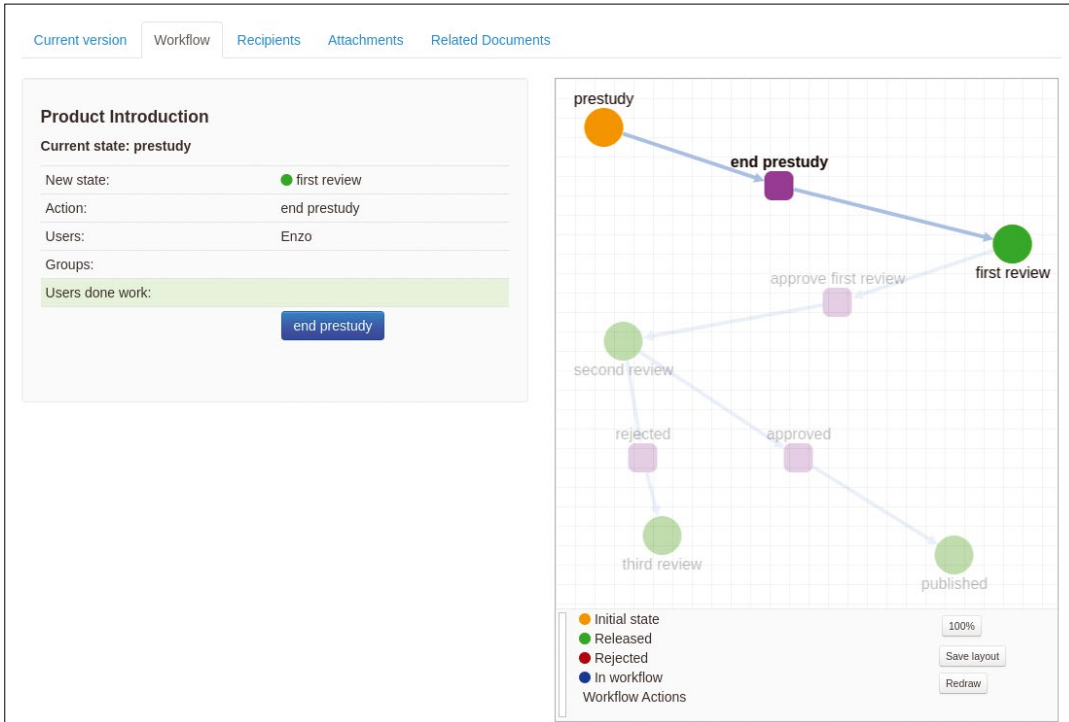 Current version Workflow Recipients Attachments Related Documents
Product Introduction
Current state: prestudy
New state: first review
Action: end prestudy
Users: Enzo
Groups:
Users done work:
end prestudy
prestudy
end prestudy
first review
approve first review
second review
rejected approved
third review
published
Initial state
Released
Rejected
In workflow
Workflow Actions
100%
Save layout
Redraw